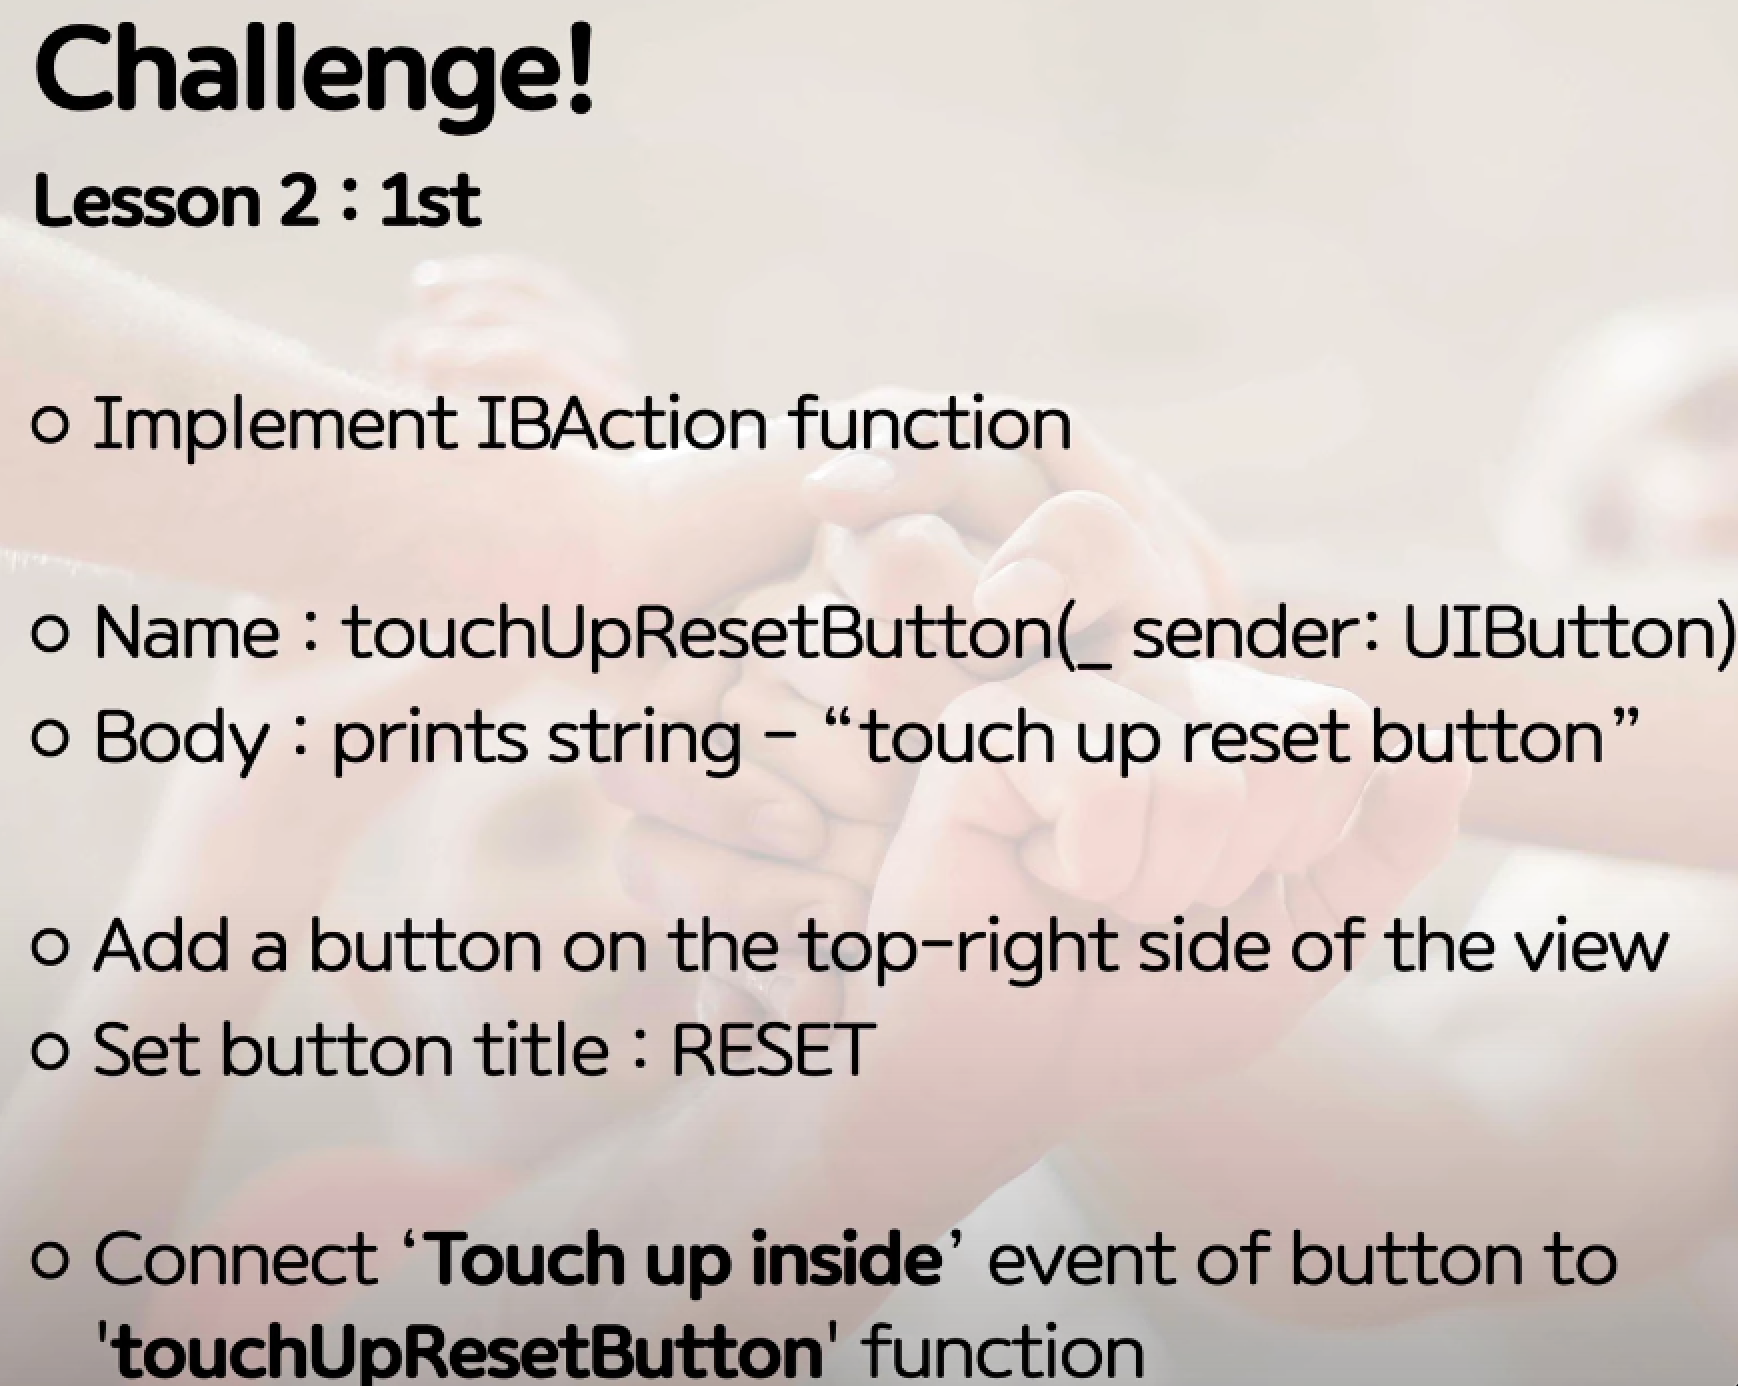 Challenge!
Lesson 2 : 1st
○ Implement IBAction function
○ Name : touchUpResetButton(_ sender: UIButton)
○ Body : prints string - “touch up reset button”
○ Add a button on the top-right side of the view
○ Set button title : RESET
○ Connect ‘Touch up inside’ event of button to
'touchUpResetButton' function